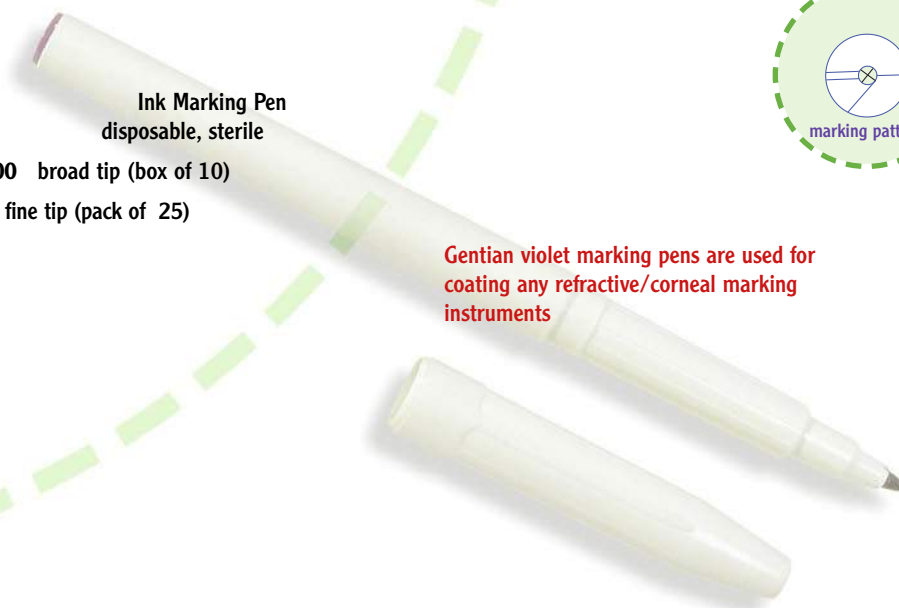 Ink Marking Pen
disposable, sterile
00 broad tip (box of 10)
fine tip (pack of 25)
Gentian violet marking pens are used for
coating any refractive/corneal marking
instruments
marking patt